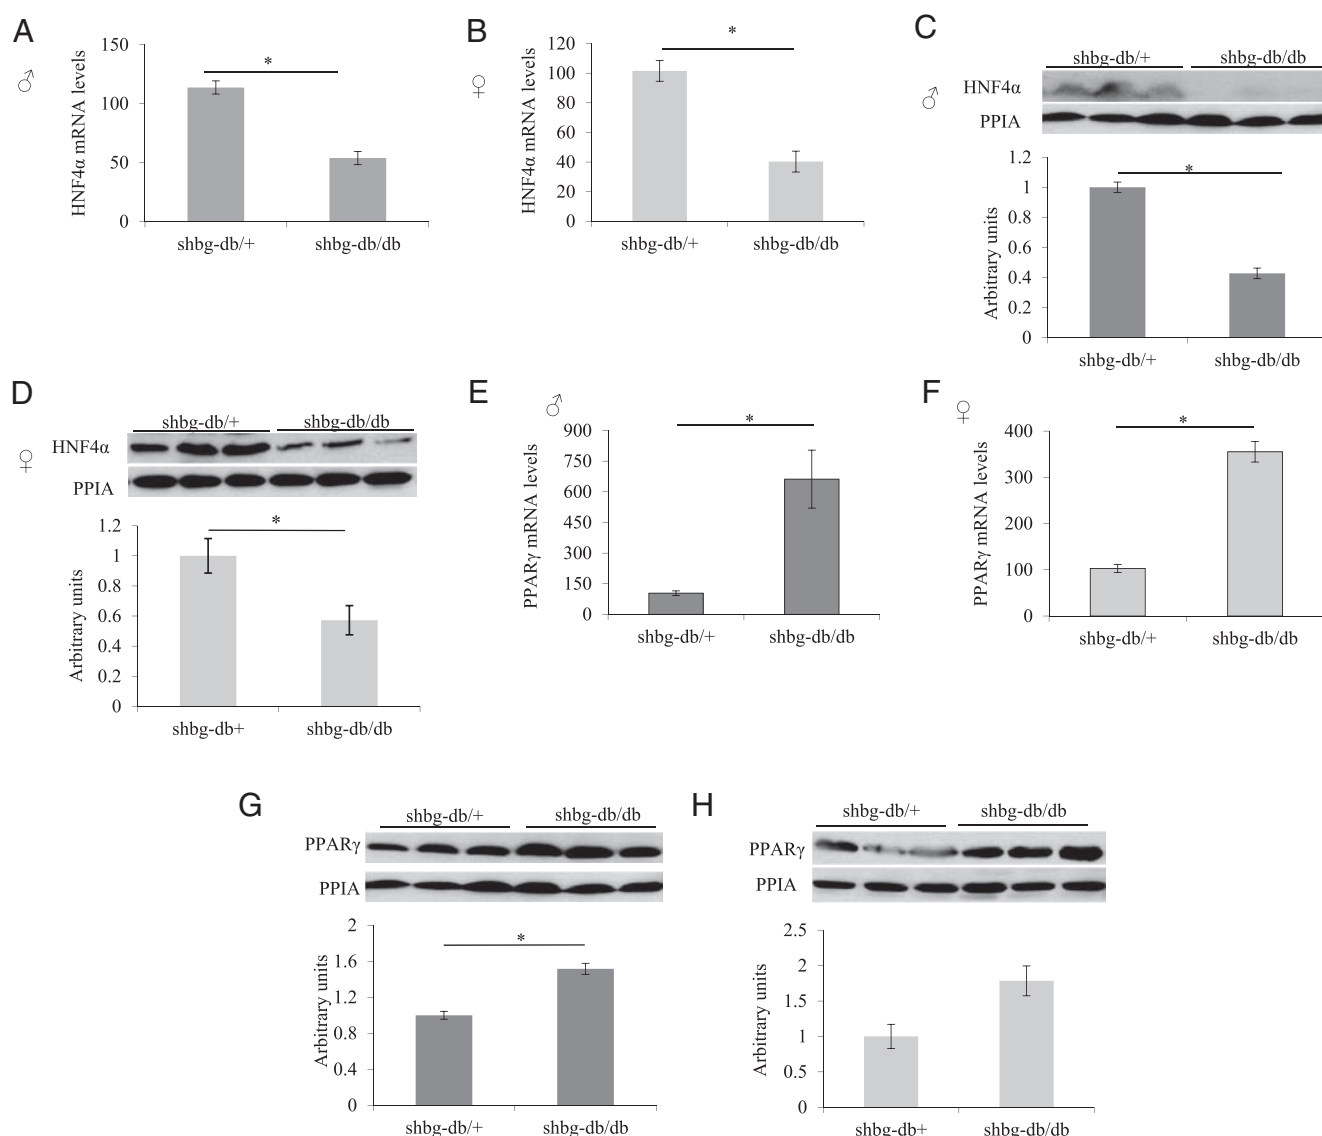 A
♂
HNF4α mRNA levels
150
100
50
0
*
shbg-db/+
shbg-db/db
B
♀
HNF4α mRNA levels
120
100
80
60
40
20
0
*
shbg-db/+
shbg-db/db
C
♂
shbg-db/+
shbg-db/db
HNF4α
PPIA
Arbitrary units
1.2
1
0.8
0.6
0.4
0.2
0
*
shbg-db/+
shbg-db/db
D
♀
shbg-db/+
shbg-db/db
HNF4α
PPIA
Arbitrary units
1.2
1
0.8
0.6
0.4
0.2
0
*
shbg-db+
shbg-db/db
E
♂
PPARγ mRNA levels
900
750
600
450
300
150
0
*
shbg-db/+
shbg-db/db
F
♀
PPARγ mRNA levels
400
300
200
100
0
*
shbg-db/+
shbg-db/db
G
shbg-db/+
shbg-db/db
PPARγ
PPIA
Arbitrary units
2
1.6
1.2
0.8
0.4
0
*
shbg-db/+
shbg-db/db
H
shbg-db/+
shbg-db/db
PPARγ
PPIA
Arbitrary units
2.5
2
1.5
1
0.5
0
shbg-db+
shbg-db/db